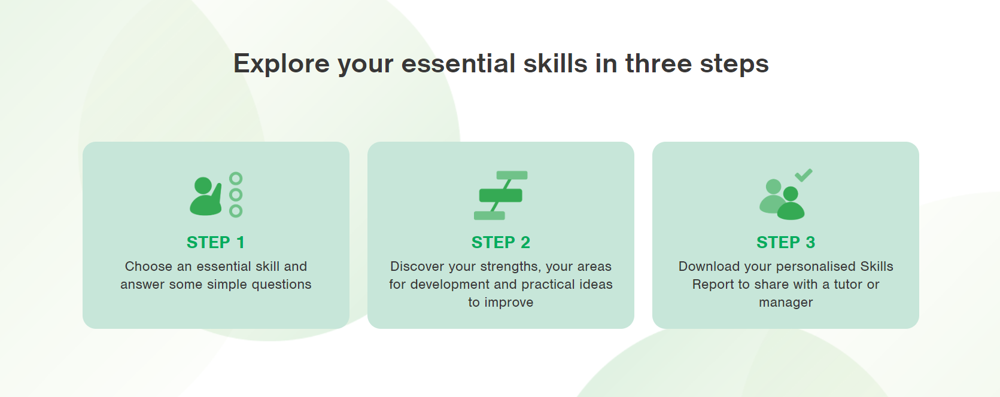 Explore your essential skills in three steps
STEP 1
Choose an essential skill and
answer some simple questions
STEP 2
Discover your strengths, your areas
for development and practical ideas
to improve
STEP 3
Download your personalised Skills
Report to share with a tutor or
manager